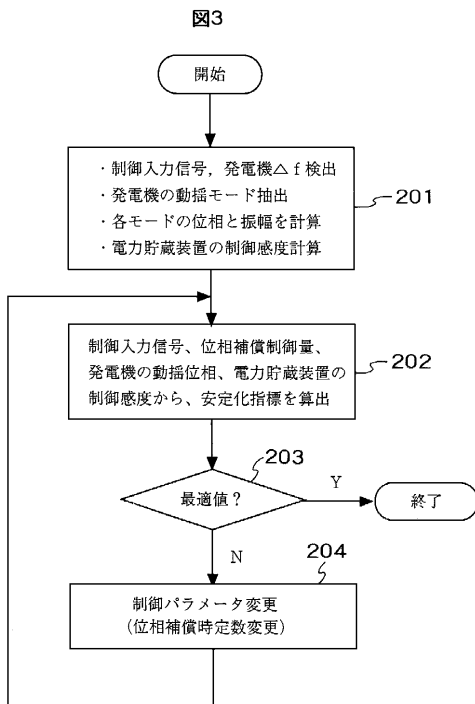 図3
開始
・制御入力信号，発電機△ｆ検出
・発電機の動揺モード抽出
・各モードの位相と振幅を計算
・電力貯蔵装置の制御感度計算
201
制御入力信号、位相補償制御量、
発電機の動揺位相、電力貯蔵装置の
制御感度から、安定化指標を算出
202
203
最適値？
Y
終了
N
204
制御パラメータ変更
(位相補償時定数変更)